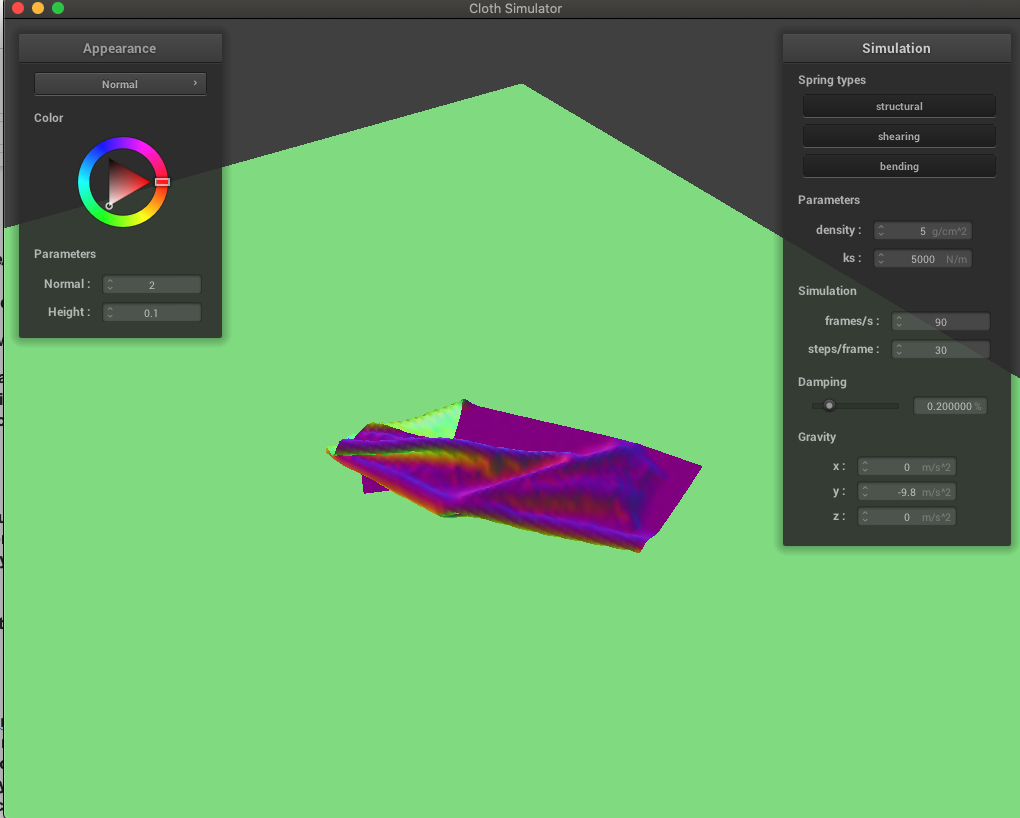 Cloth Simulator
Appearance
Normal
Color
Parameters
Normal : 2
Height : 0.1
Simulation
Spring types
structural
shearing
bending
Parameters
density : 5 g/cm^2
ks : 5000 N/m
Simulation
frames/s : 90
steps/frame : 30
Damping
0.200000 %
Gravity
x : 0 m/s^2
y : -9.8 m/s^2
z : 0 m/s^2